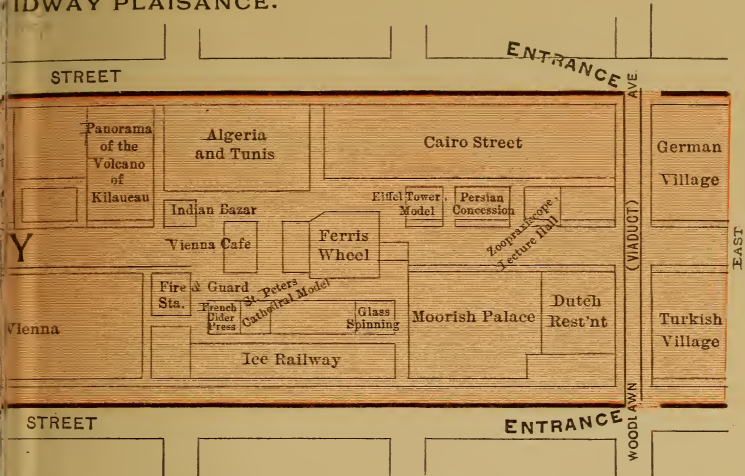 IDWAY PLAISANCE.
ENTRANCE
STREET
AVE.
Panorama
of the
Volcano
of
Kilaueau
Algeria
and Tunis
Cairo Street
German
Village
Indian Bazar
Eiffel Tower
Model
Persian
Concession
Zoopraxiscope
Lecture Hall
Vienna Cafe
Ferris
Wheel
(VIADUCT)
EAST
Y
Fire & Guard
Sta.
St. Peters
Cathedral Model
French
Cider
Press
Glass
Spinning
Moorish Palace
Dutch
Rest'nt
Turkish
Village
Vienna
Ice Railway
STREET
ENTRANCE
WOODLAWN